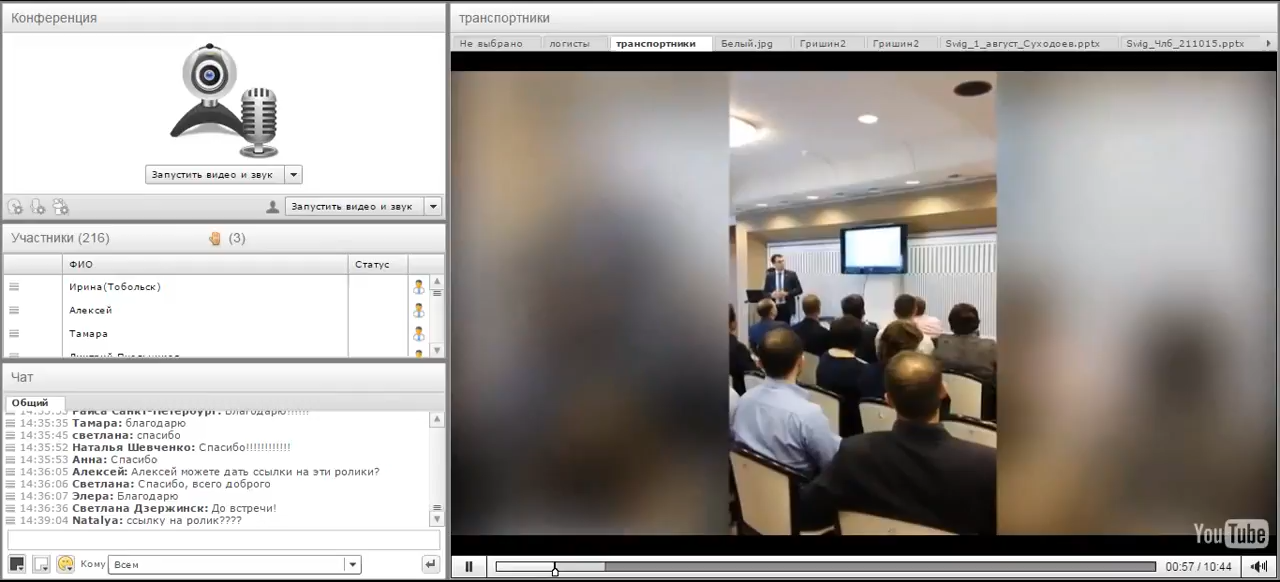 Конференция
Запустить видео и звук
Запустить видео и звук
Участники (216) (3)
ФИО Статус
Ирина(Тобольск)
Алексей
Тамара
Чат
Общий
Раиса Санкт-Петербург: Благодарю!!!!!!
14:35:35 Тамара: благодарю
14:35:45 светлана: спасибо
14:35:52 Наталья Шевченко: Спасибо!!!!!!!!!!!!
14:35:53 Анна: Спасибо
14:36:05 Алексей: Алексей можете дать ссылки на эти ролики?
14:36:06 Светлана: Спасибо, всего доброго
14:36:07 Элера: Благодарю
14:36:36 Светлана Дзержинск: До встречи!
14:39:04 Natalya: ссылку на ролик????
Кому Всем
транспортники
Не выбрано логисты транспортники Белый.jpg Гришин2 Гришин2 Swig_1_август_Суходоев.pptx Swig_Члб_211015.pptx
YouTube
00:57 / 10:44